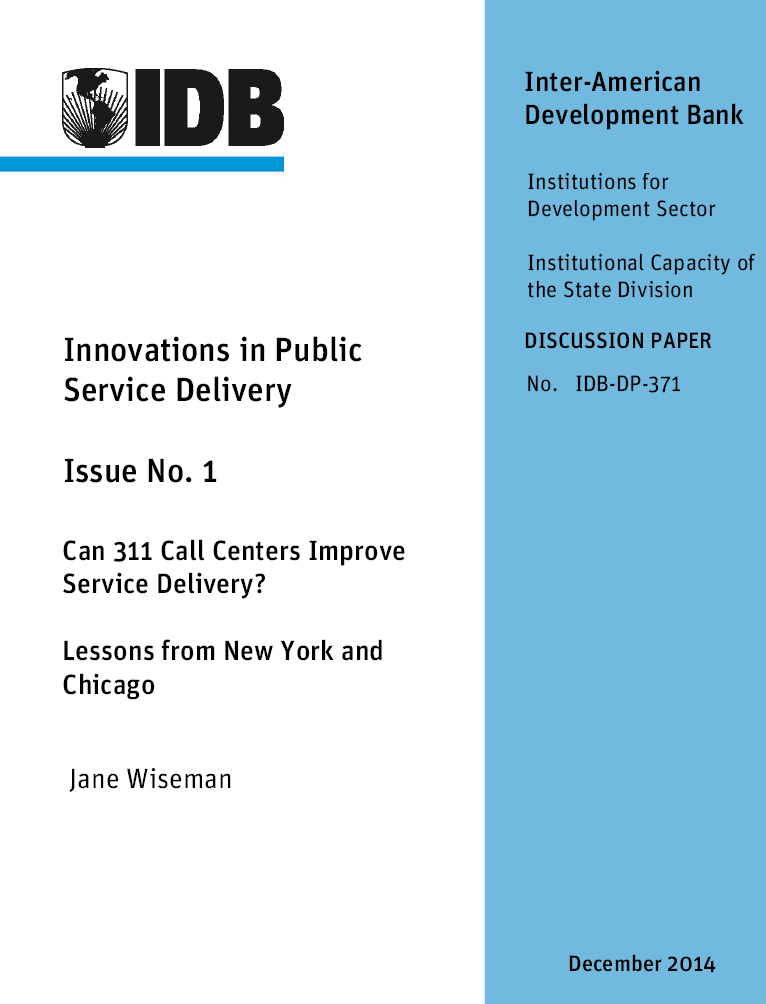 IDB
Inter-American
Development Bank
Institutions for
Development Sector
Institutional Capacity of
the State Division
DISCUSSION PAPER
No. IDB-DP-371
Innovations in Public
Service Delivery
Issue No. 1
Can 311 Call Centers Improve
Service Delivery?
Lessons from New York and
Chicago
Jane Wiseman
December 2014